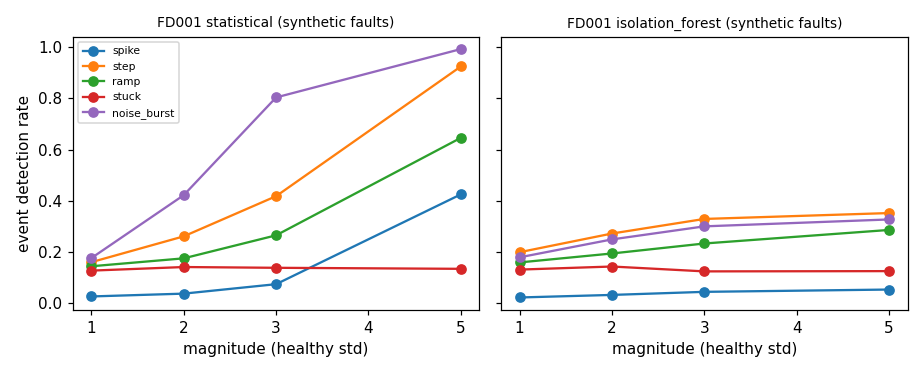 FD001 statistical (synthetic faults)
1.0
0.8
0.6
0.4
0.2
0.0
event detection rate
spike
step
ramp
stuck
noise_burst
1 2 3 4 5
magnitude (healthy std)
FD001 isolation_forest (synthetic faults)
1 2 3 4 5
magnitude (healthy std)